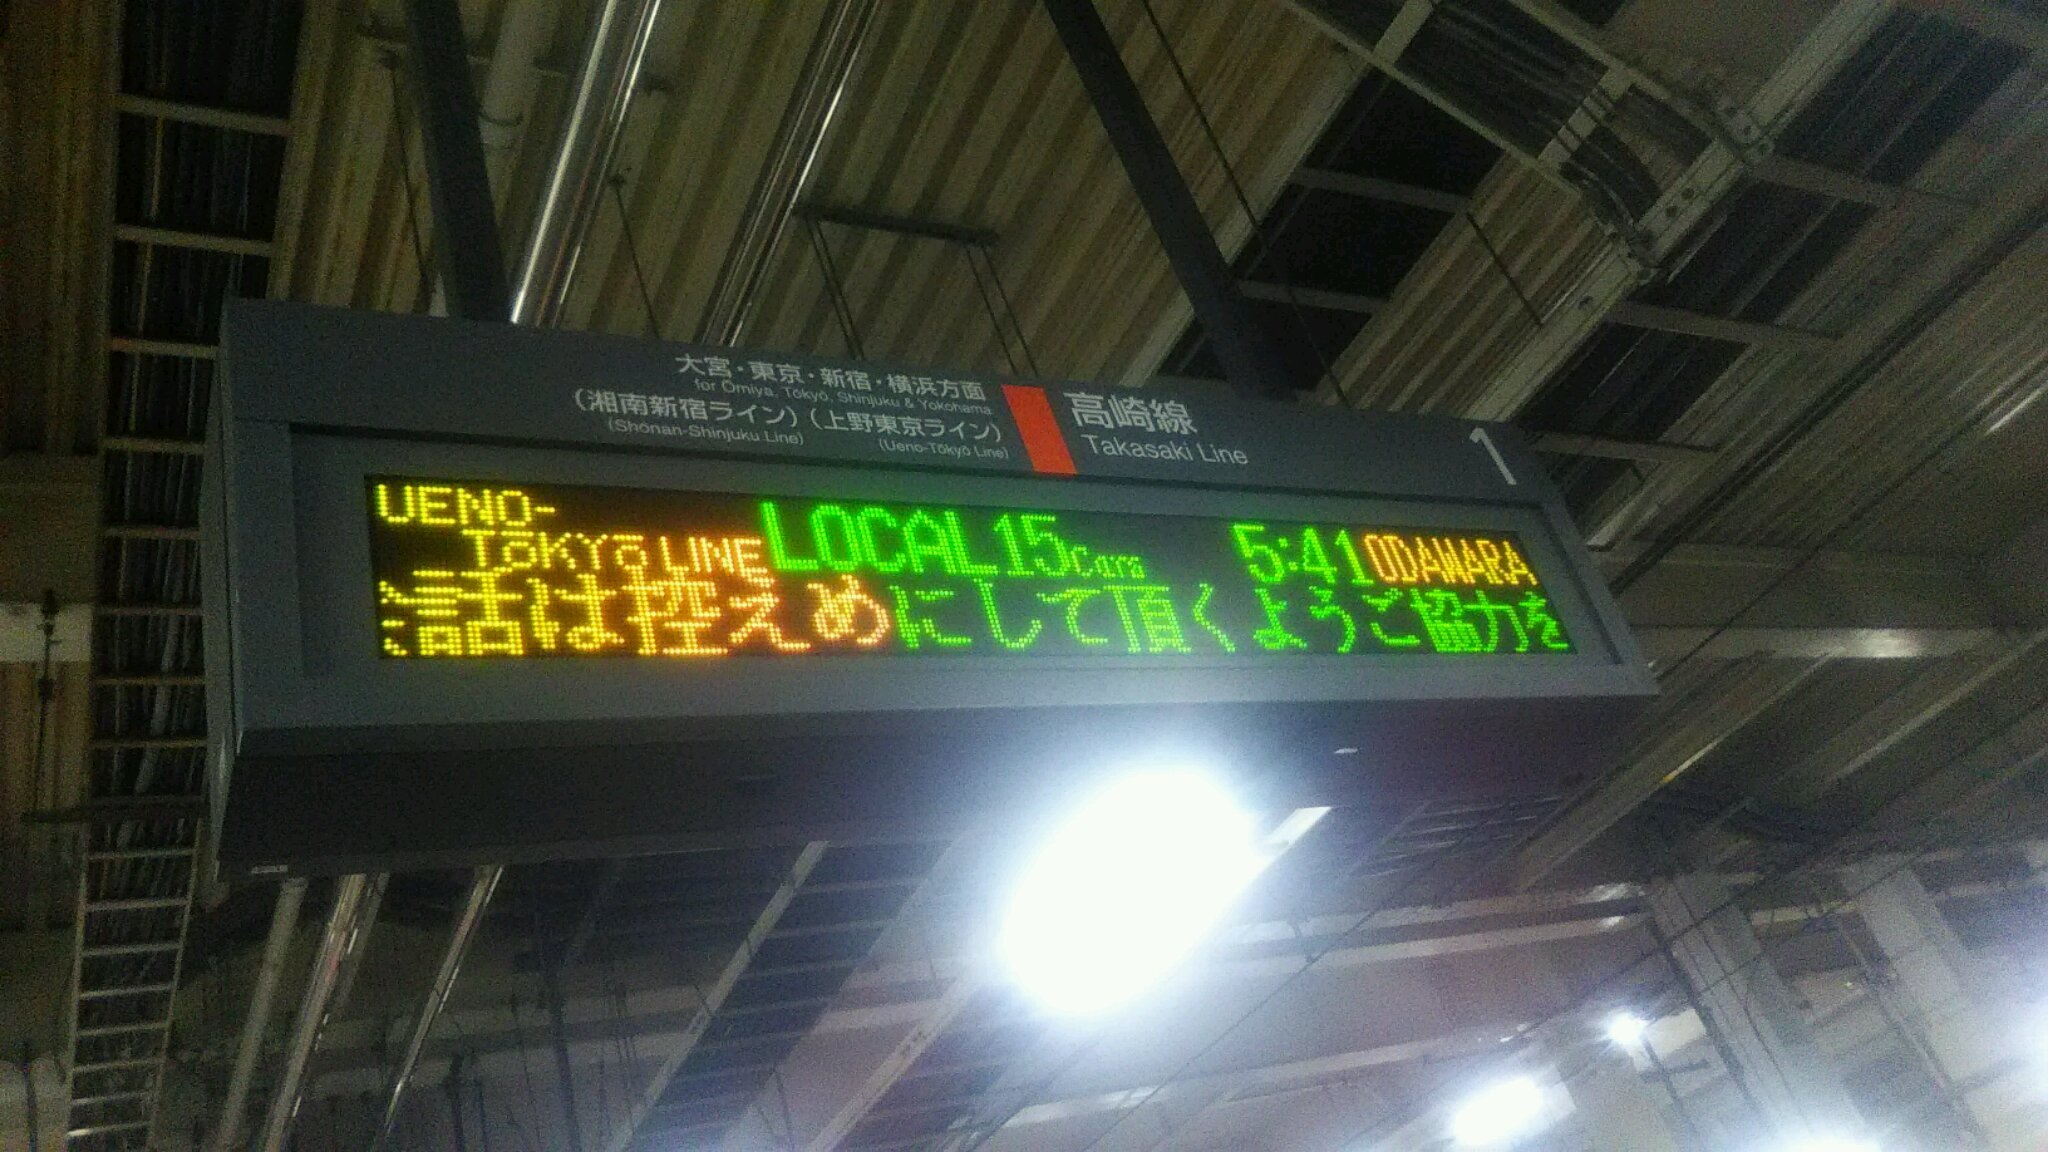 大宮・東京・新宿・横浜方面
for Ōmiya, Tōkyō, Shinjuku & Yokohama
(湘南新宿ライン) (上野東京ライン)
(Shōnan-Shinjuku Line) (Ueno-Tōkyō Line)
高崎線
Takasaki Line
1
UENO-
TōKYō LINE LOCAL 15Cars 5:41 ODAWARA
話は控えめにして頂くようご協力を